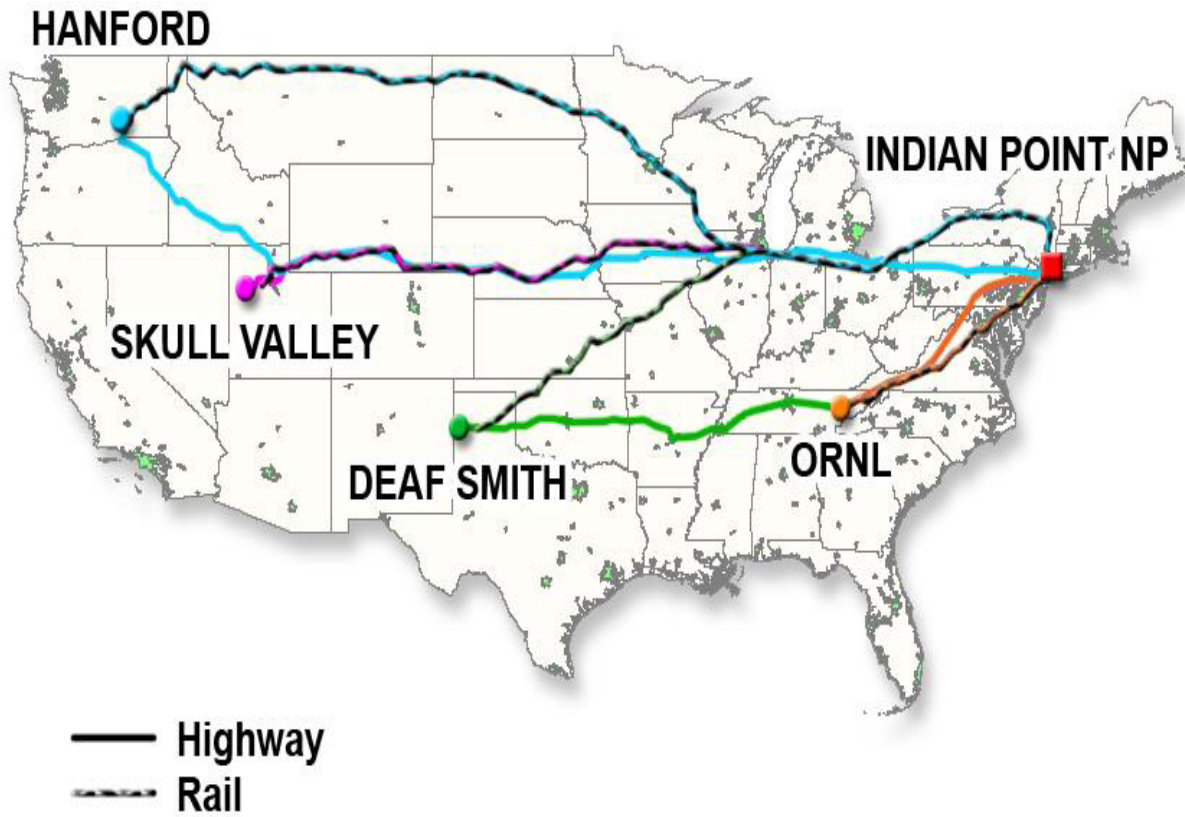 HANFORD
INDIAN POINT NP
SKULL VALLEY
DEAF SMITH
ORNL
Highway
Rail